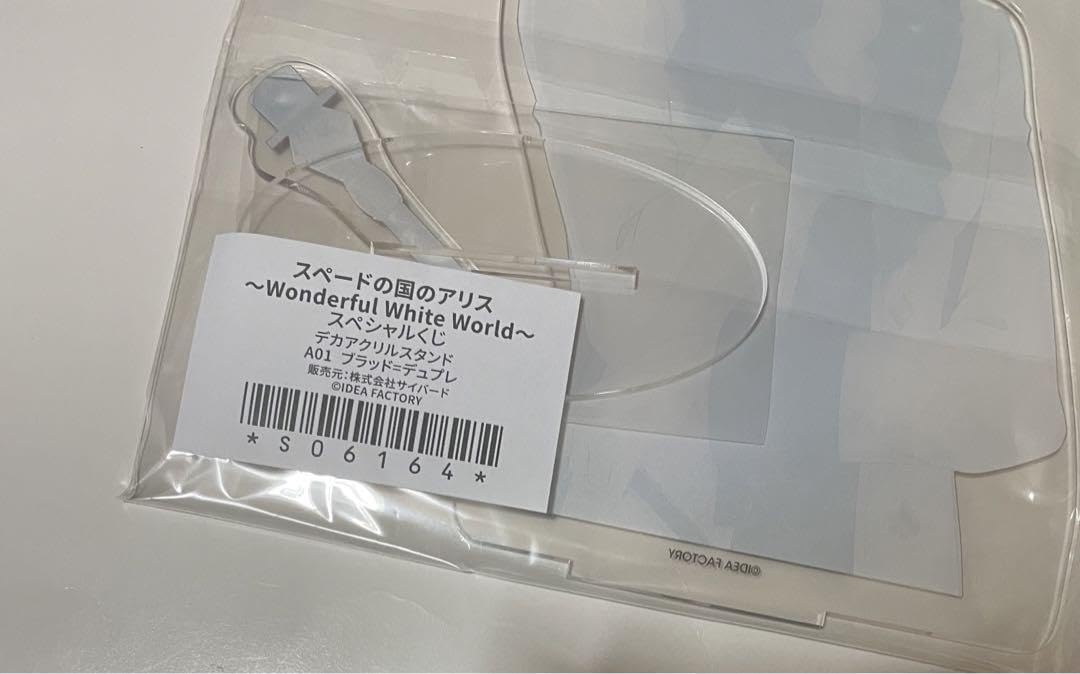 スペードの国のアリス
～Wonderful White World～
スペシャルくじ
デカアクリルスタンド
A01 ブラッド=デュプレ
販売元:株式会社サイバード
©IDEA FACTORY
*S06164*
©IDEA FACTORY